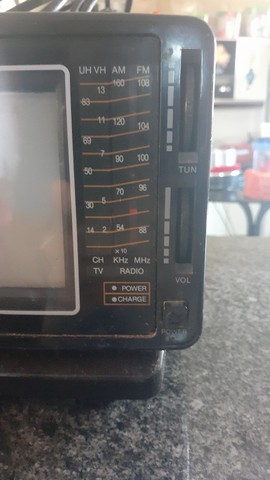 UH VH AM FM
13 160 108
83
11 120 104
69
7 90 100
50
70 96
30 5
14 2 54 88
x 10
CH KHz MHz
TV RADIO
TUN
VOL
POWER
CHARGE